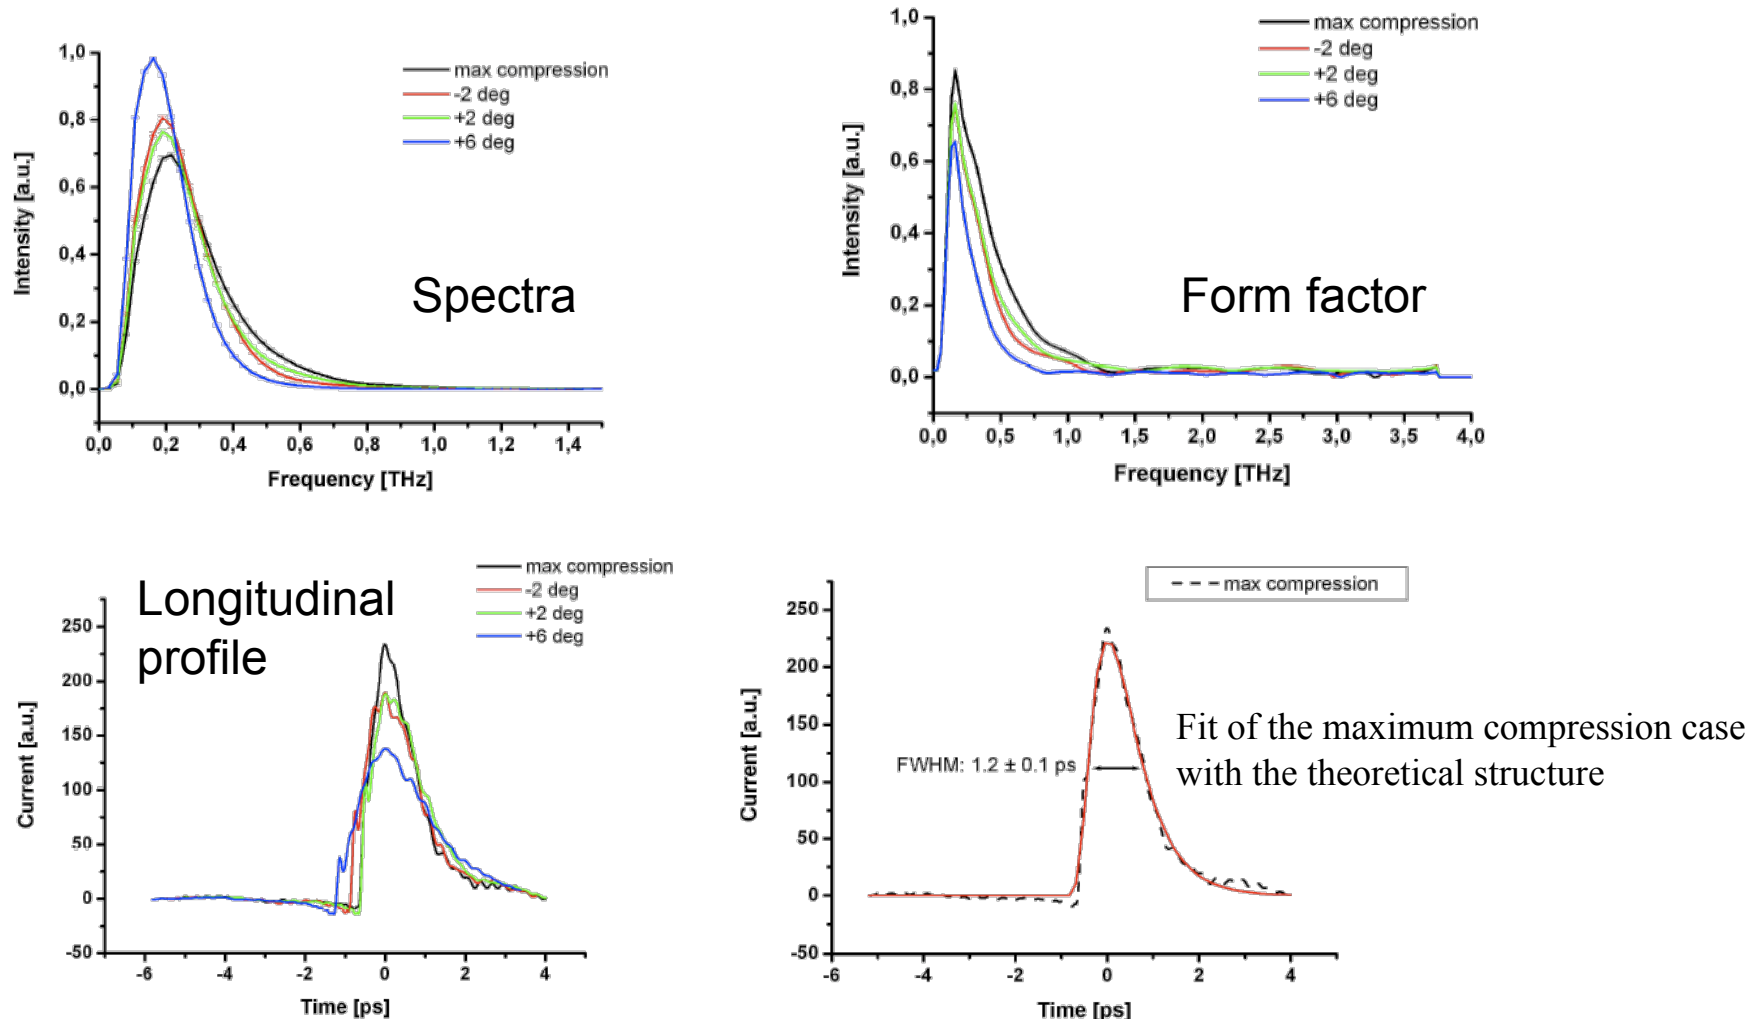 max compression
-2 deg
+2 deg
+6 deg
1,0
0,8
0,6
0,4
0,2
0,0
Intensity [a.u.]
Spectra
0,0 0,2 0,4 0,6 0,8 1,0 1,2 1,4
Frequency [THz]
max compression
-2 deg
+2 deg
+6 deg
1,0
0,8
0,6
0,4
0,2
0,0
Intensity [a.u.]
Form factor
0,0 0,5 1,0 1,5 2,0 2,5 3,0 3,5 4,0
Frequency [THz]
max compression
-2 deg
+2 deg
+6 deg
Longitudinal
profile
250
200
150
100
50
0
-50
Current [a.u.]
-6 -4 -2 0 2 4
Time [ps]
max compression
250
200
150
100
50
0
-50
Current [a.u.]
FWHM: 1.2 ± 0.1 ps
Fit of the maximum compression case
with the theoretical structure
-6 -4 -2 0 2 4
Time [ps]